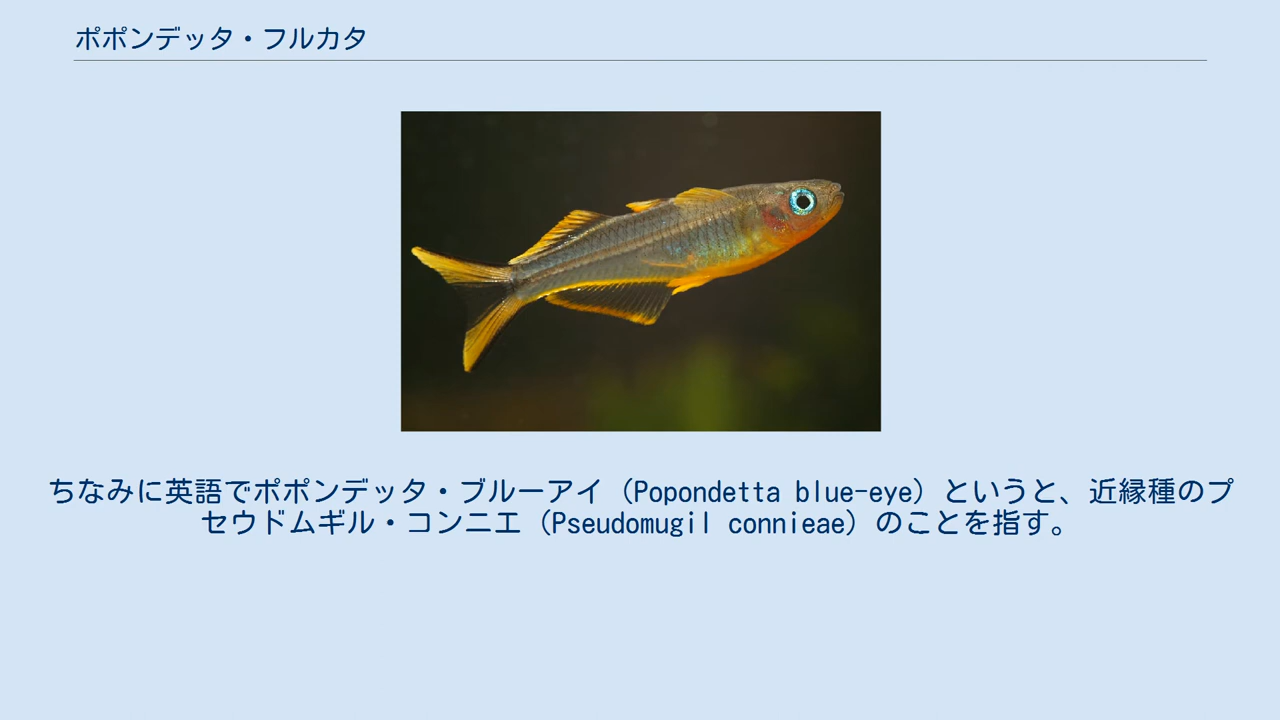 ポポンデッタ・フルカタ
ちなみに英語でポポンデッタ・ブルーアイ（Popondetta blue-eye）というと、近縁種のプ
セウドムギル・コンニエ（Pseudomugil connieae）のことを指す。